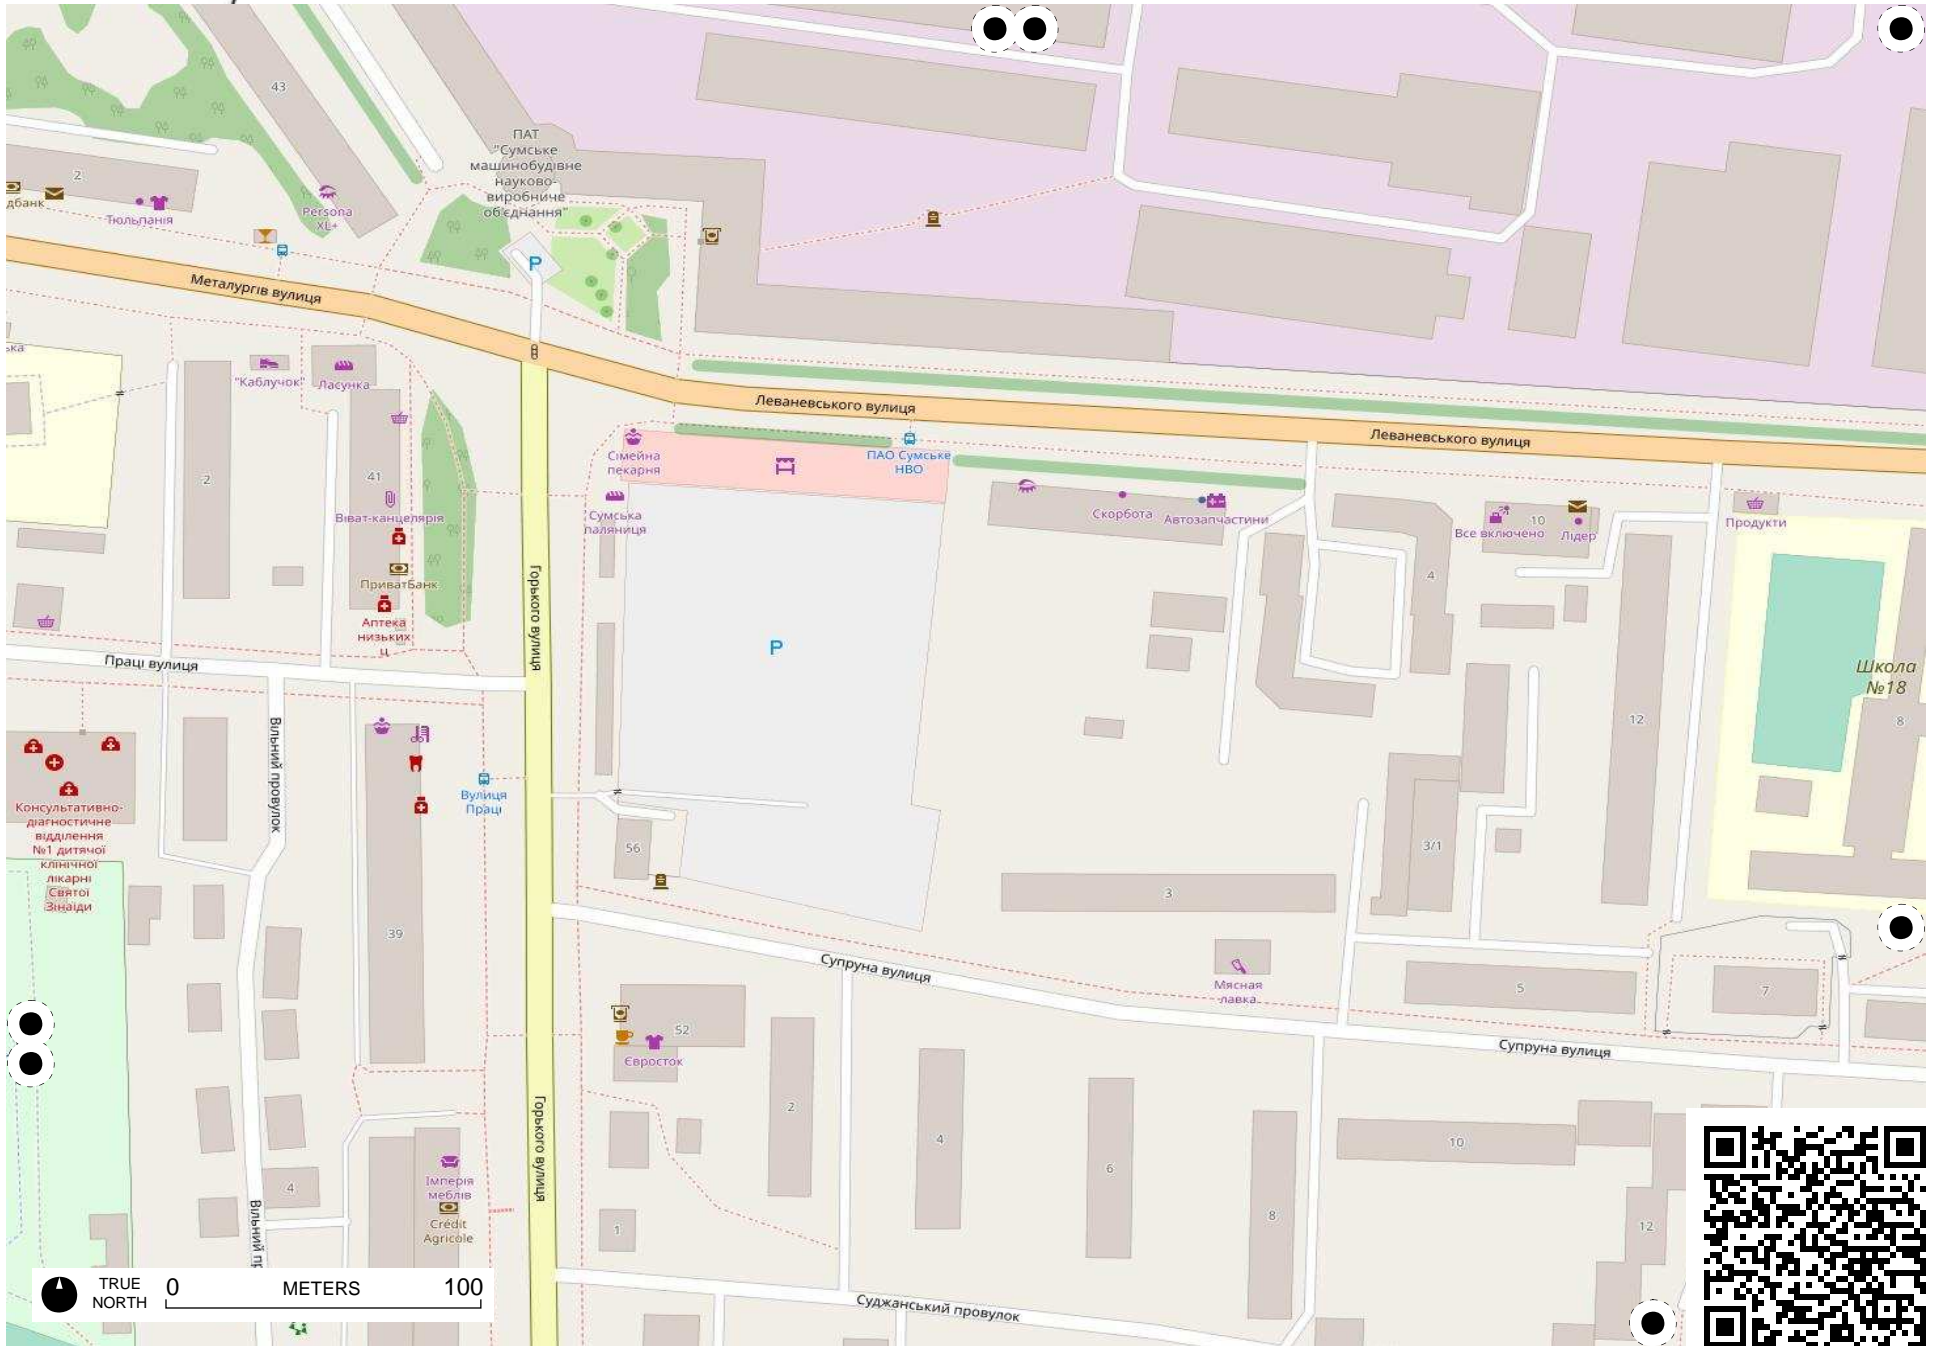 43
ПАТ
"Сумське
машинобудівне
науково-
виробниче
об'єднання"
2
дбанк
Тюльпанія
Persona
XL+
P
Металургів вулиця
Леваневського вулиця
Леваневського вулиця
ька
"Каблучок"
Ласунка
2
41
Віват-канцелярія
ПриватБанк
Аптека
низьких
ц
Сімейна
пекарня
ПАО Сумське
НВО
Сумська
паляниця
Скорбота
Автозапчастини
10
Все включено
Лідер
Продукти
4
Горького вулиця
P
Праці вулиця
Школа
№18
12
8
Вільний провулок
Вулиця
Праці
Консультативно-
діагностичне
відділення
№1 дитячої
клінічної
лікарні
Святої
Зінаїди
56
3/1
3
39
Супруна вулиця
Мясная
лавка
5
7
52
Євросток
Супруна вулиця
2
4
6
10
Горького вулиця
Імперія
меблів
Crédit
Agricole
4
1
8
12
Вільний пр
TRUE
NORTH
0 METERS 100
Суджанський провулок